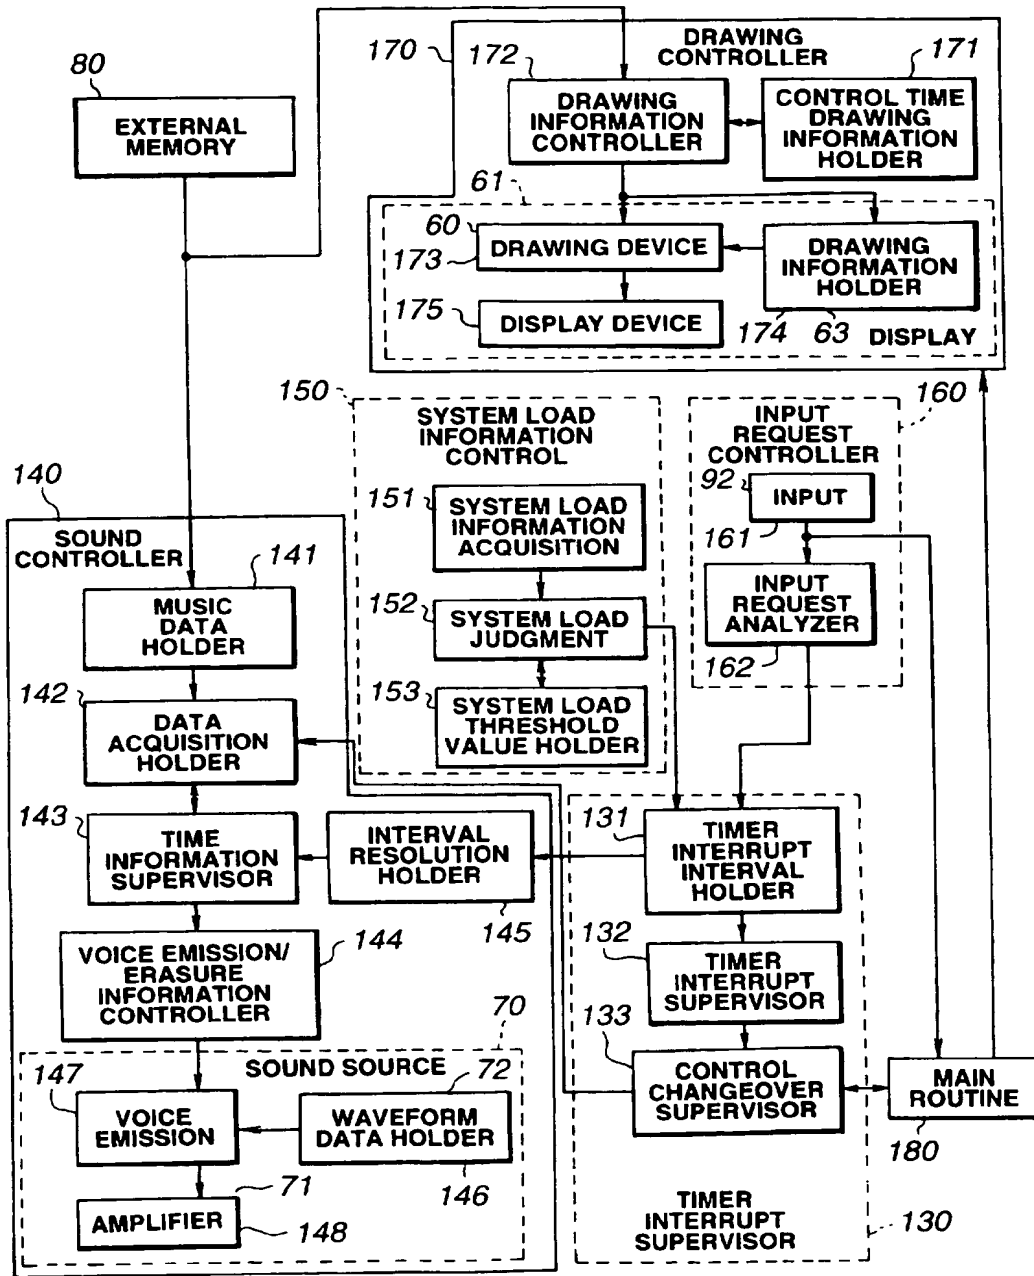 80
EXTERNAL
MEMORY
170
DRAWING
CONTROLLER
172
DRAWING
INFORMATION
CONTROLLER
171
CONTROL TIME
DRAWING
INFORMATION
HOLDER
61
60
173
DRAWING DEVICE
DRAWING
INFORMATION
HOLDER
175
DISPLAY DEVICE
174
63
DISPLAY
150
SYSTEM LOAD
INFORMATION
CONTROL
151
SYSTEM LOAD
INFORMATION
ACQUISITION
152
SYSTEM LOAD
JUDGMENT
153
SYSTEM LOAD
THRESHOLD
VALUE HOLDER
160
INPUT
REQUEST
CONTROLLER
92
INPUT
161
INPUT
REQUEST
ANALYZER
162
140
SOUND
CONTROLLER
141
MUSIC
DATA
HOLDER
142
DATA
ACQUISITION
HOLDER
143
TIME
INFORMATION
SUPERVISOR
INTERVAL
RESOLUTION
HOLDER
145
144
VOICE EMISSION/
ERASURE
INFORMATION
CONTROLLER
70
SOUND SOURCE
147
VOICE
EMISSION
72
WAVEFORM
DATA HOLDER
146
71
AMPLIFIER
148
131
TIMER
INTERRUPT
INTERVAL
HOLDER
132
TIMER
INTERRUPT
SUPERVISOR
133
CONTROL
CHANGEOVER
SUPERVISOR
MAIN
ROUTINE
180
TIMER
INTERRUPT
SUPERVISOR
130